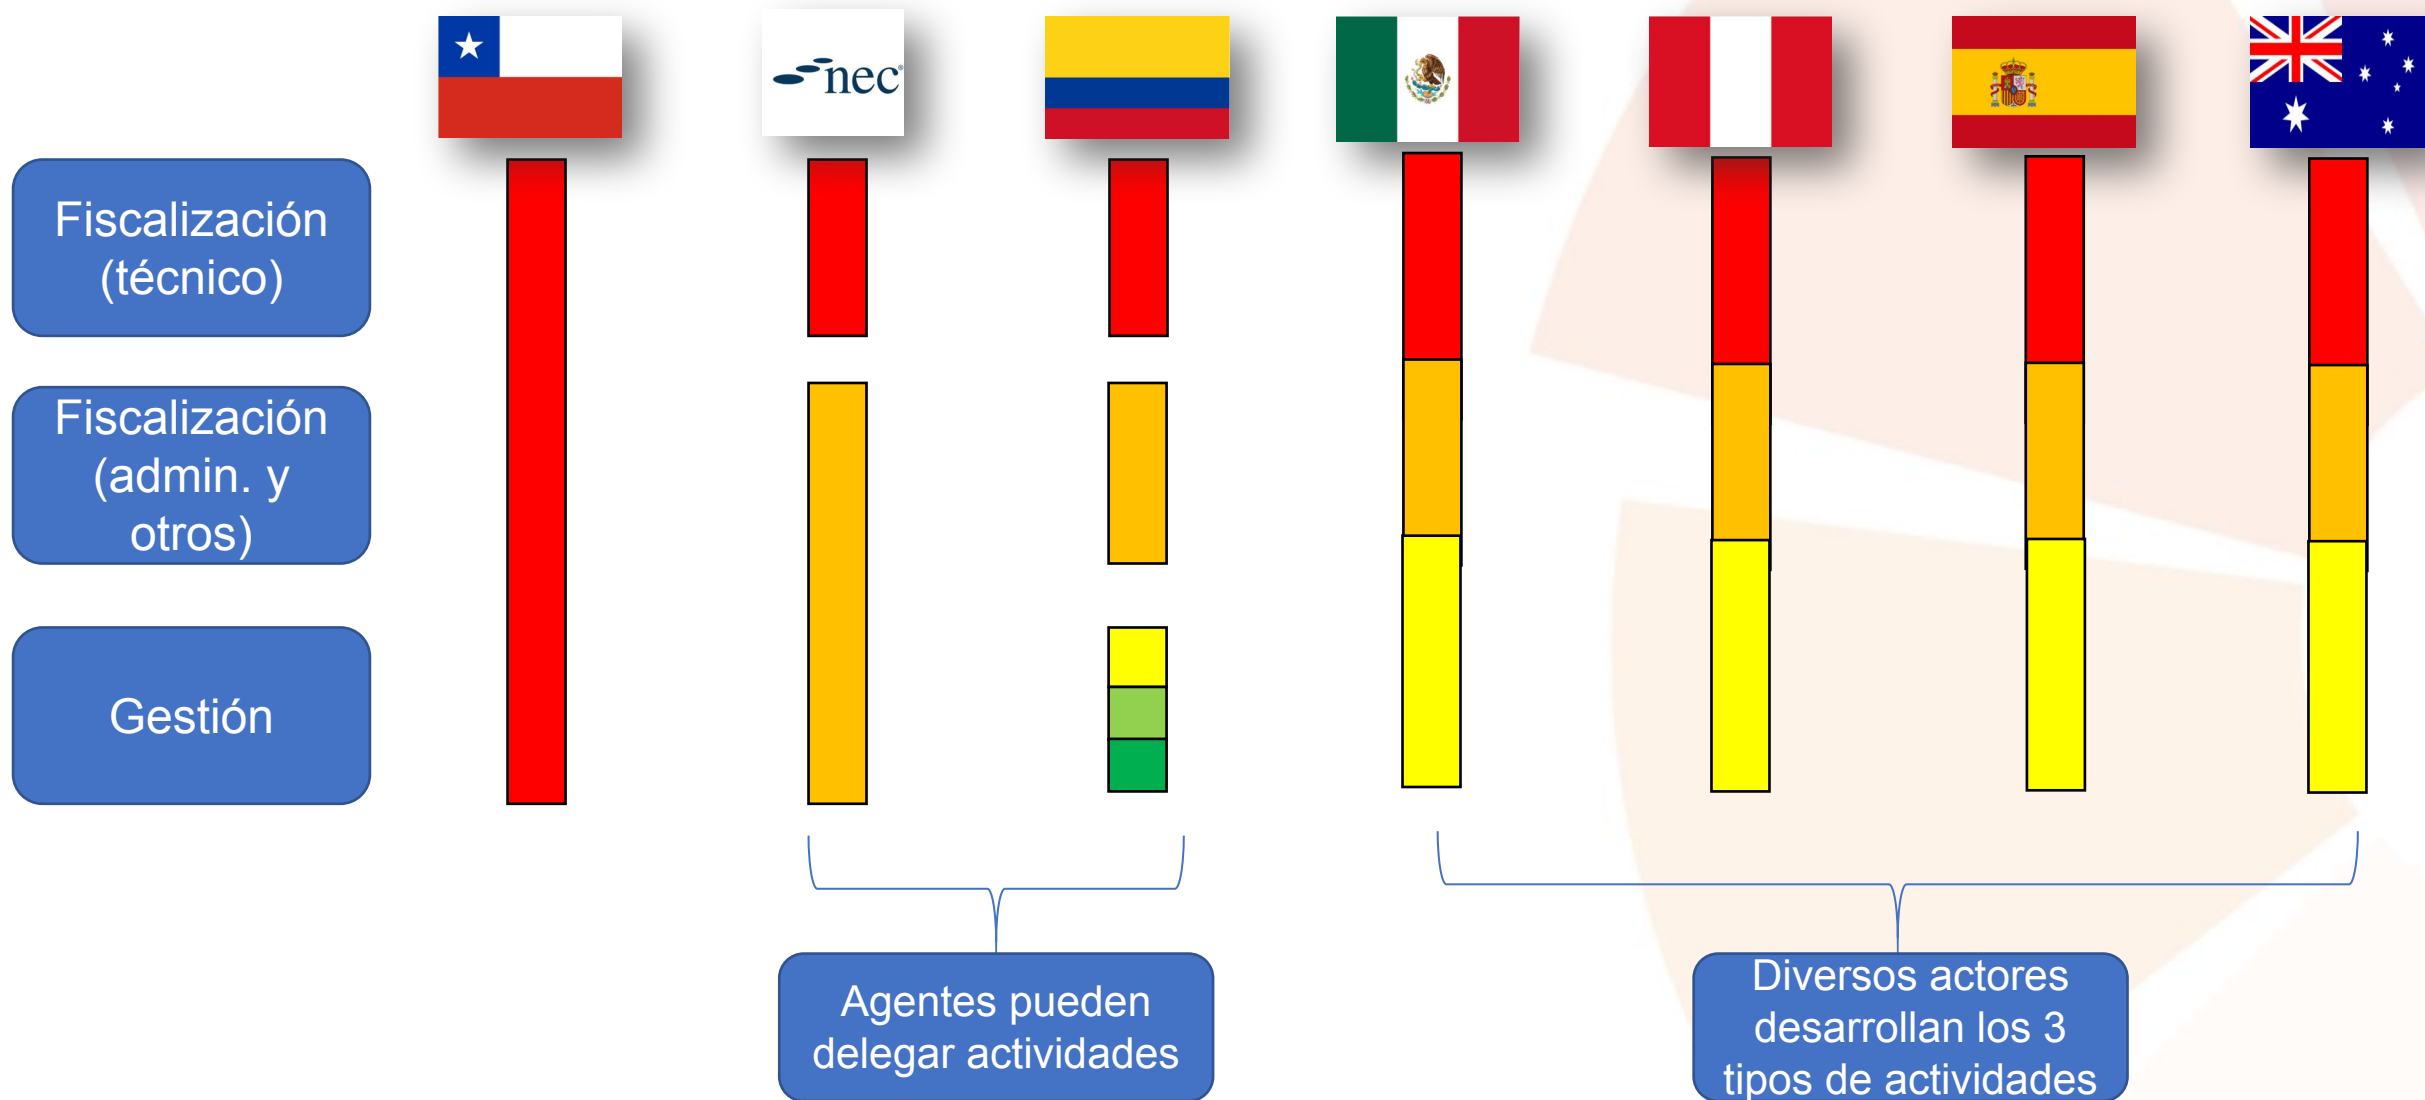 nec
Fiscalización
(técnico)
Fiscalización
(admin. y
otros)
Gestión
Agentes pueden
delegar actividades
Diversos actores
desarrollan los 3
tipos de actividades